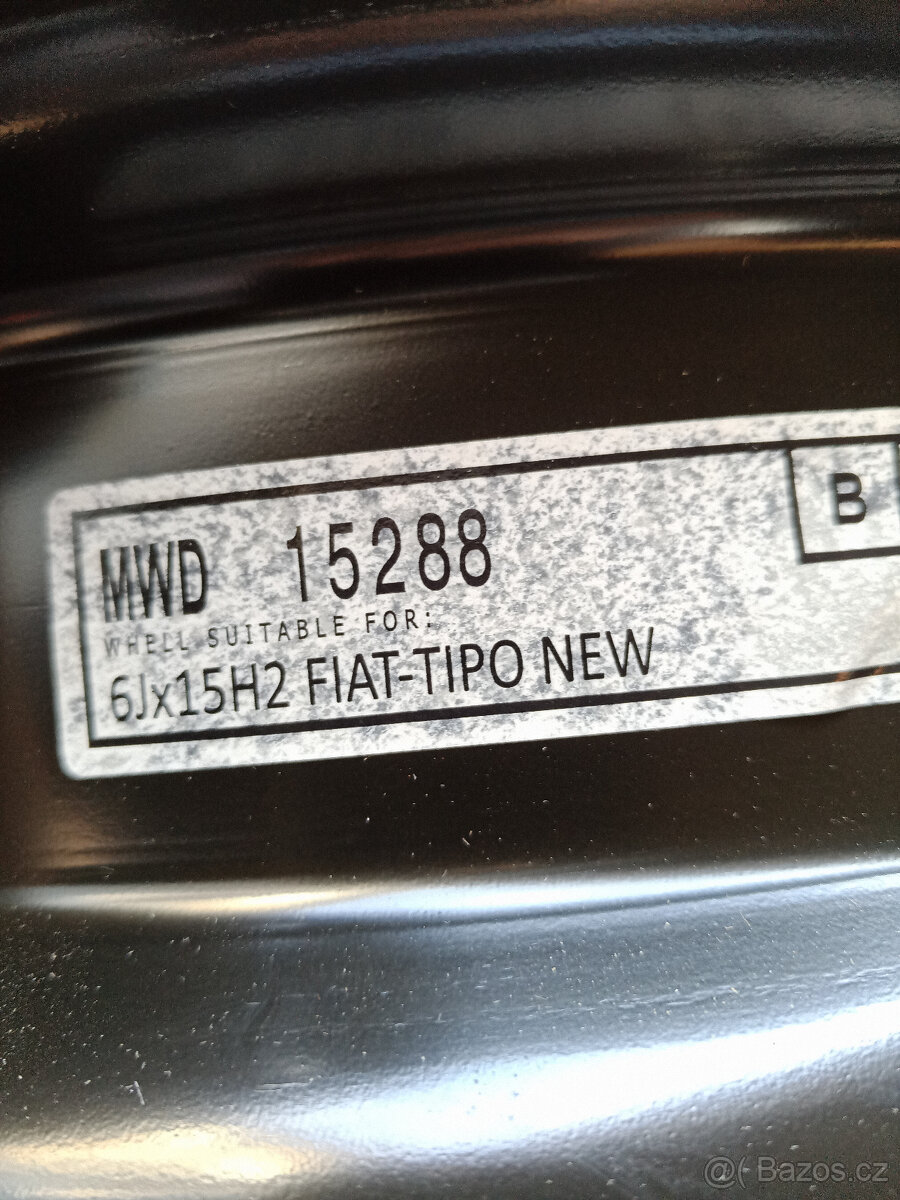 B
MWD 15288
WHELL SUITABLE FOR:
6Jx15H2 FIAT-TIPO NEW
@( Bazos.cz